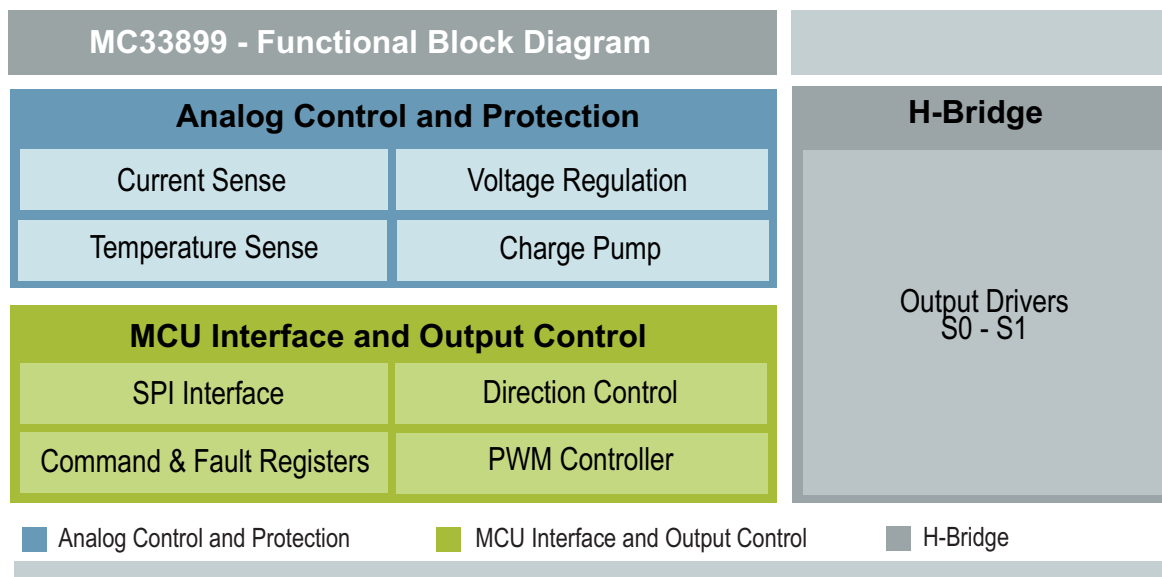 MC33899 - Functional Block Diagram
Analog Control and Protection
Current Sense
Voltage Regulation
Temperature Sense
Charge Pump
MCU Interface and Output Control
SPI Interface
Direction Control
Command & Fault Registers
PWM Controller
H-Bridge
Output Drivers
S0 - S1
Analog Control and Protection
MCU Interface and Output Control
H-Bridge